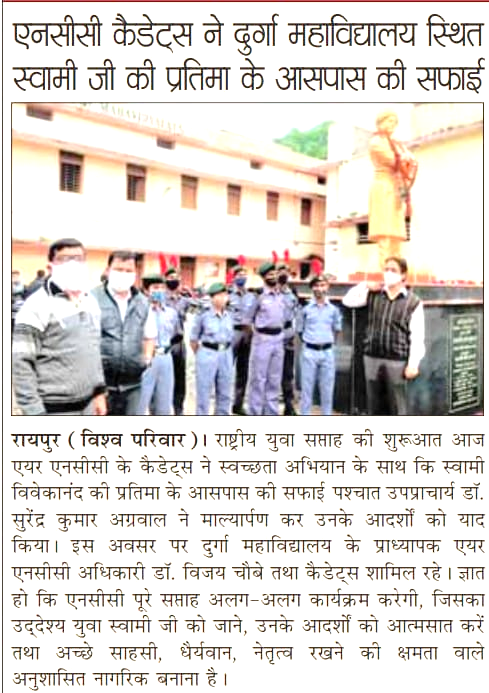 एनसीसी कैडेट्स ने दुर्गा महाविद्यालय स्थित
स्वामी जी की प्रतिमा के आसपास की सफाई
रायपुर ( विश्व परिवार )। राष्ट्रीय युवा सप्ताह की शुरूआत आज
एयर एनसीसी के कैडेट्स ने स्वच्छता अभियान के साथ कि स्वामी
विवेकानंद की प्रतिमा के आसपास की सफाई पश्चात उपप्राचार्य डॉ.
सुरेंद्र कुमार अग्रवाल ने माल्यार्पण कर उनके आदर्शों को याद
किया। इस अवसर पर दुर्गा महाविद्यालय के प्राध्यापक एयर
एनसीसी अधिकारी डॉ. विजय चौबे तथा कैडेट्स शामिल रहे। ज्ञात
हो कि एनसीसी पूरे सप्ताह अलग-अलग कार्यक्रम करेगी, जिसका
उद्देश्य युवा स्वामी जी को जाने, उनके आदर्शों को आत्मसात करें
तथा अच्छे साहसी, धैर्यवान, नेतृत्व रखने की क्षमता वाले
अनुशासित नागरिक बनाना है।